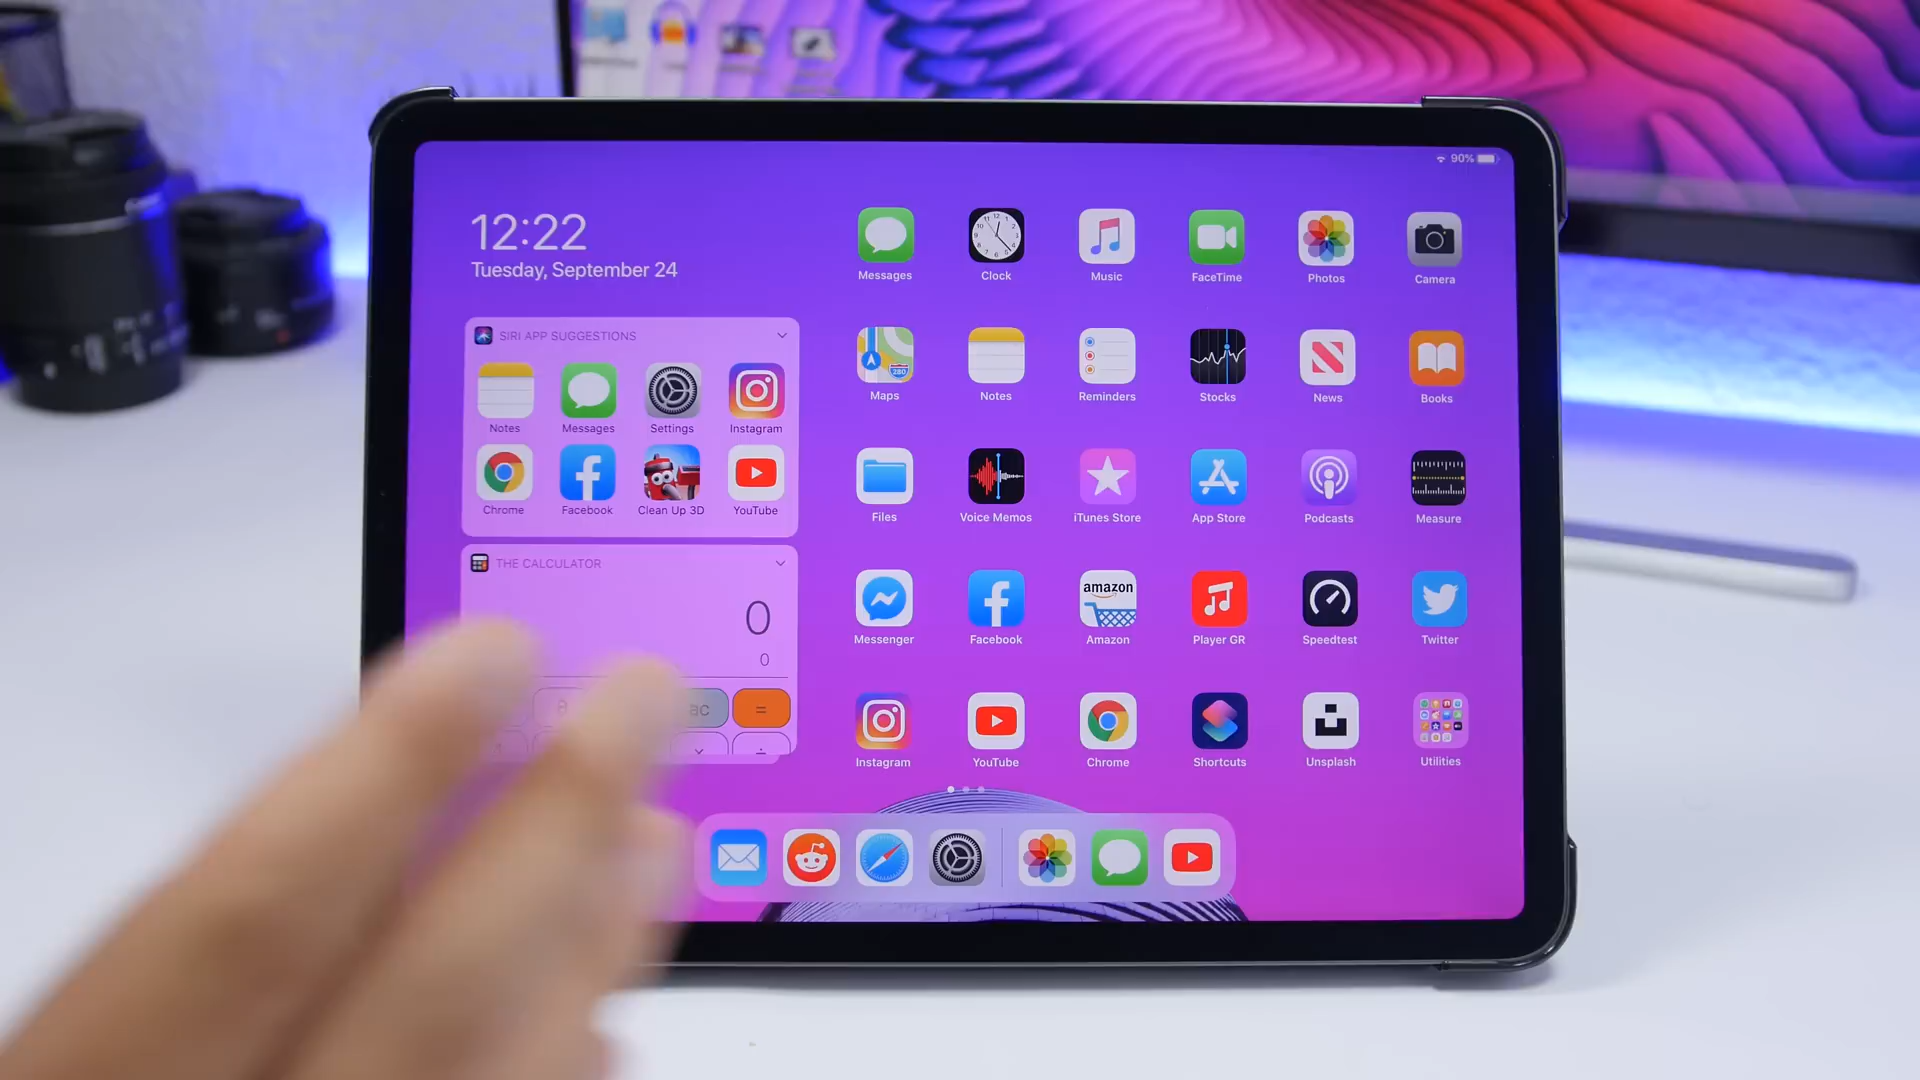 90%
12:22
Tuesday, September 24
SIRI APP SUGGESTIONS
Notes Messages Settings Instagram
Chrome Facebook Clean Up 3D YouTube
THE CALCULATOR
0
0
ac =
Messages Clock Music FaceTime Photos Camera
280
Maps Notes Reminders Stocks News Books
Files Voice Memos iTunes Store App Store Podcasts Measure
amazon
Messenger Facebook Amazon Player GR Speedtest Twitter
Instagram YouTube Chrome Shortcuts Unsplash Utilities